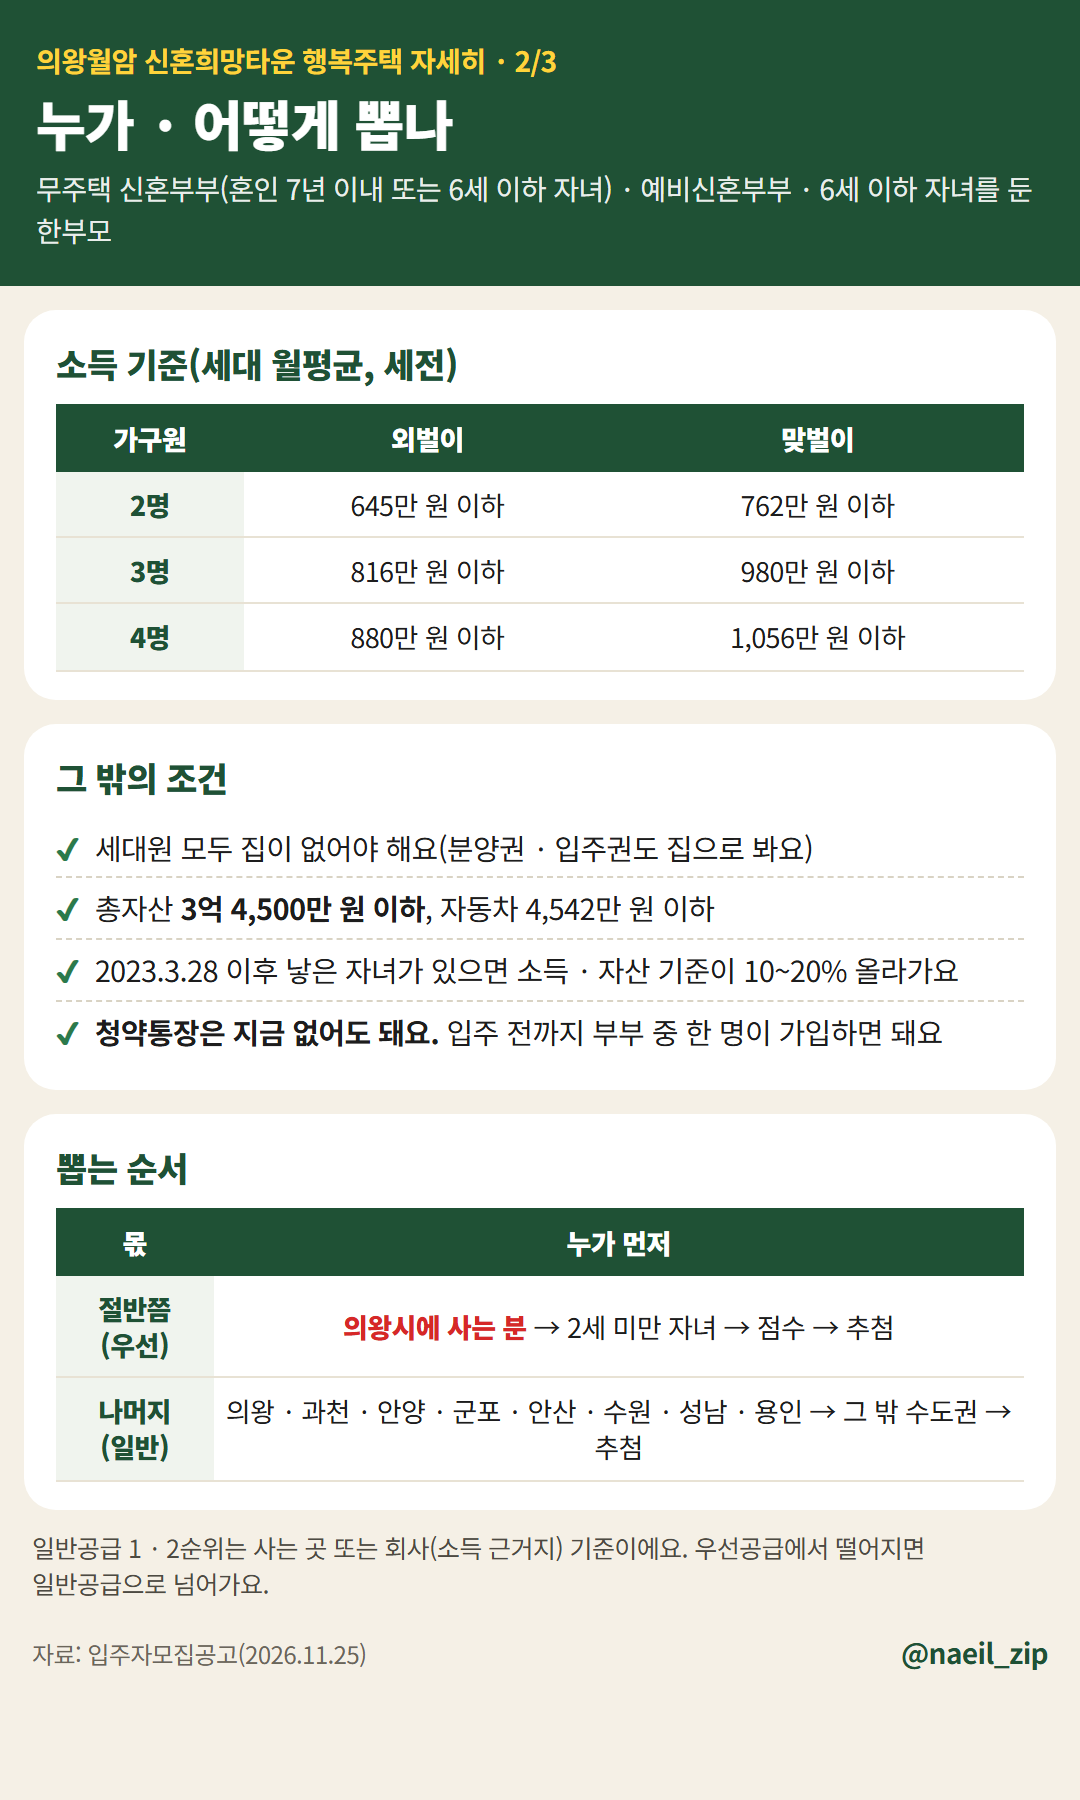 의왕월암 신혼희망타운 행복주택 자세히 · 2/3
누가 · 어떻게 뽑나
무주택 신혼부부(혼인 7년 이내 또는 6세 이하 자녀) · 예비신혼부부 · 6세 이하 자녀를 둔
한부모
소득 기준(세대 월평균, 세전)
가구원 외벌이 맞벌이
2명 645만 원 이하 762만 원 이하
3명 816만 원 이하 980만 원 이하
4명 880만 원 이하 1,056만 원 이하
그 밖의 조건
✔ 세대원 모두 집이 없어야 해요(분양권 · 입주권도 집으로 봐요)
✔ 총자산 3억 4,500만 원 이하, 자동차 4,542만 원 이하
✔ 2023.3.28 이후 낳은 자녀가 있으면 소득 · 자산 기준이 10~20% 올라가요
✔ 청약통장은 지금 없어도 돼요. 입주 전까지 부부 중 한 명이 가입하면 돼요
뽑는 순서
몫 누가 먼저
절반쯤
(우선)
의왕시에 사는 분 → 2세 미만 자녀 → 점수 → 추첨
나머지
(일반)
의왕 · 과천 · 안양 · 군포 · 안산 · 수원 · 성남 · 용인 → 그 밖 수도권 →
추첨
일반공급 1 · 2순위는 사는 곳 또는 회사(소득 근거지) 기준이에요. 우선공급에서 떨어지면
일반공급으로 넘어가요.
자료: 입주자모집공고(2026.11.25)
@naeil_zip